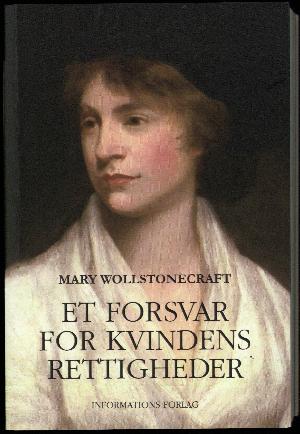 MARY WOLLSTONECRAFT
ET FORSVAR
FOR KVINDENS
RETTIGHEDER
INFORMATIONS FORLAG